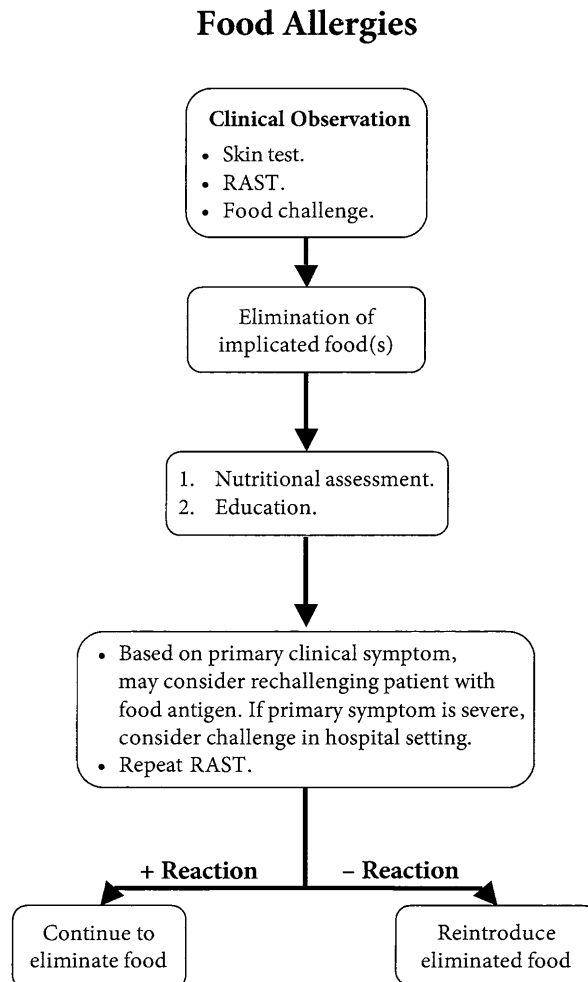 Food Allergies
Clinical Observation
• Skin test.
• RAST.
• Food challenge.
Elimination of
implicated food(s)
1. Nutritional assessment.
2. Education.
• Based on primary clinical symptom,
may consider rechallenging patient with
food antigen. If primary symptom is severe,
consider challenge in hospital setting.
• Repeat RAST.
+ Reaction
– Reaction
Continue to
eliminate food
Reintroduce
eliminated food